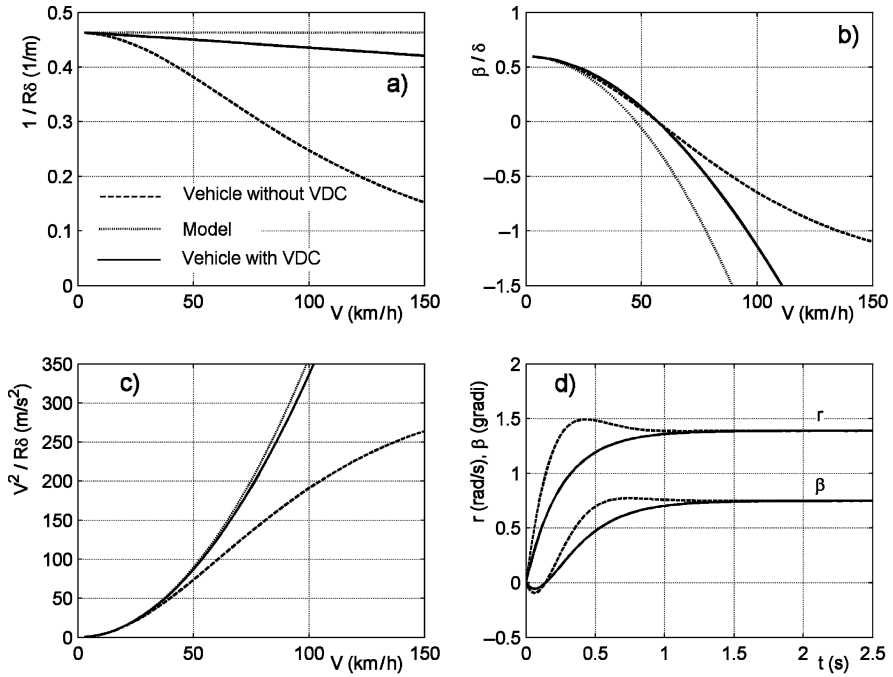 0.5
0.4
0.3
0.2
0.1
0
1 / Rδ (1/m)
a)
Vehicle without VDC
Model
Vehicle with VDC
0
50
100
150
V (km/h)
1
0.5
0
−0.5
−1
−1.5
β / δ
b)
0
50
100
150
V (km/h)
350
300
250
200
150
100
50
0
V² / Rδ (m/s²)
c)
0
50
100
150
V (km/h)
2
1.5
1
0.5
0
−0.5
r (rad/s), β (gradi)
d)
r
β
0
0.5
1
1.5
2
2.5
t (s)